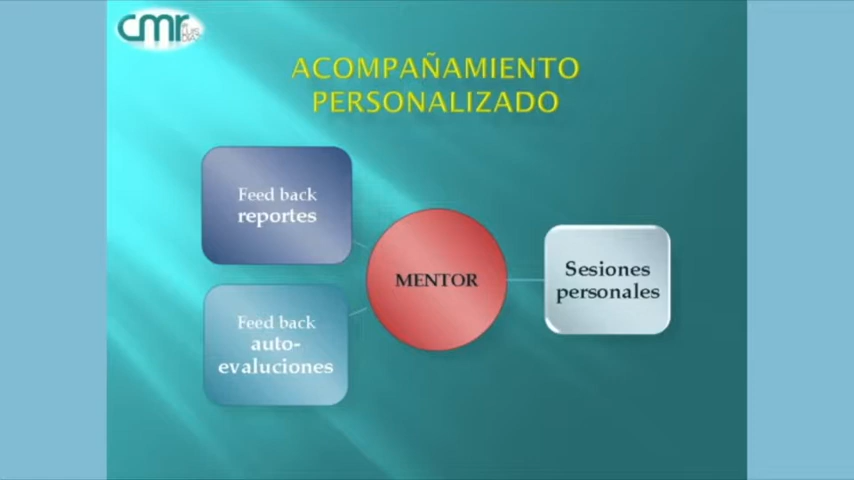 cmr
ACOMPAÑAMIENTO
PERSONALIZADO
Feed back
reportes
MENTOR
Sesiones
personales
Feed back
auto-
evaluciones